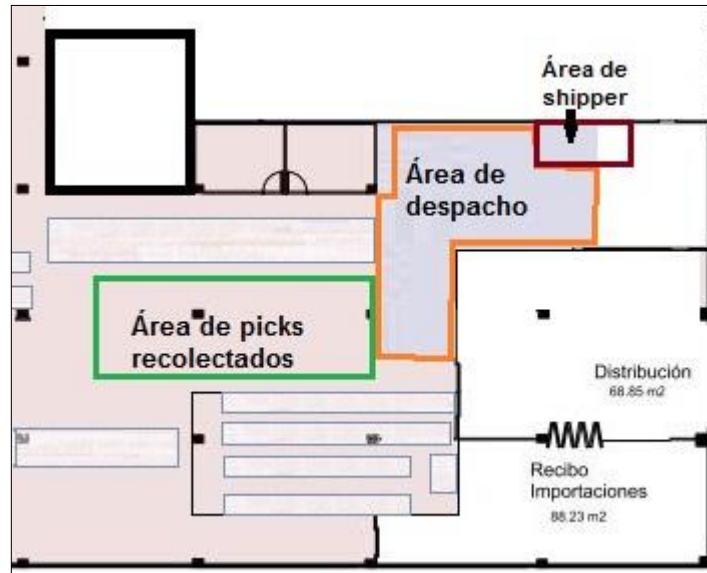 Área de
shipper
Área de
despacho
Área de picks
recolectados
Distribución
68.85 m2
Recibo
Importaciones
88.23 m2